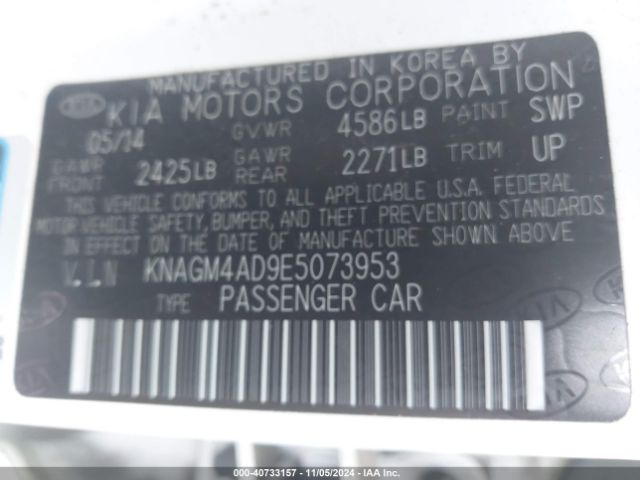 MANUFACTURED IN KOREA BY
KIA KIA MOTORS CORPORATION
05/14 GVWR 4586LB PAINT SWP
GAWR FRONT 2425LB GAWR REAR 2271LB TRIM UP
THIS VEHICLE CONFORMS TO ALL APPLICABLE U.S.A. FEDERAL
MOTOR VEHICLE SAFETY, BUMPER, AND THEFT PREVENTION STANDARDS
IN EFFECT ON THE DATE OF MANUFACTURE SHOWN ABOVE
V.I.N KNAGM4AD9E5073953
TYPE PASSENGER CAR
000-40733157 - 11/05/2024 - IAA Inc.